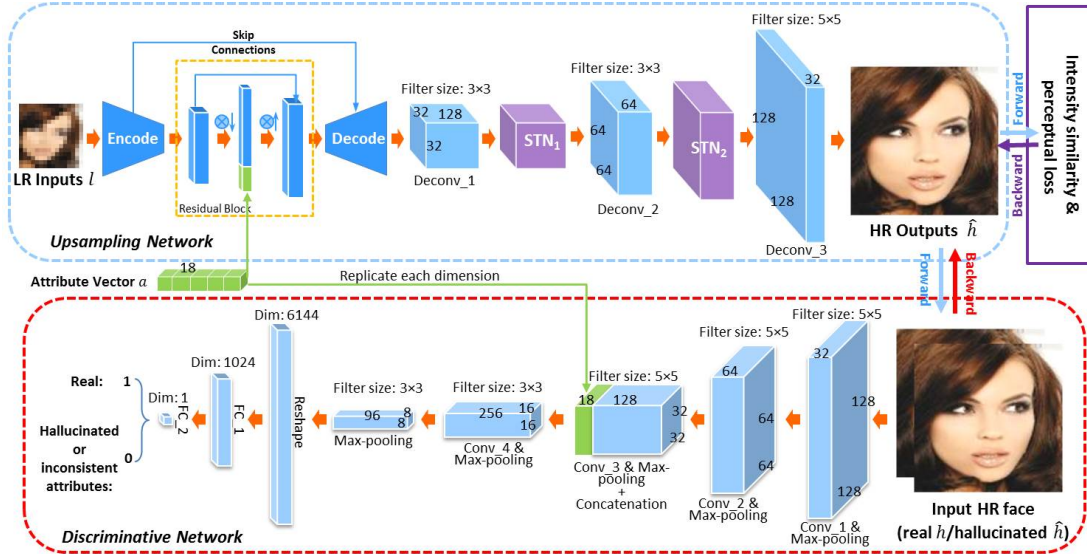 Skip
Connections
LR Inputs l
Encode
Residual Block
Decode
Filter size: 3×3
32
128
32
Deconv_1
STN1
Filter size: 3×3
64
64
64
Deconv_2
STN2
Filter size: 5×5
32
128
128
Deconv_3
HR Outputs ĥ
Forward
Backward
Intensity similarity &
perceptual loss
Upsampling Network
Attribute Vector a
18
Replicate each dimension
Forward
Backward
Real:
1
Hallucinated
or
inconsistent
attributes:
0
Dim: 1
FC_2
Dim: 1024
FC_1
Dim: 6144
Reshape
Filter size: 3×3
96
8
8
Max-pooling
Filter size: 3×3
256
16
16
Conv_4 &
Max-pooling
Filter size: 5×5
18
128
32
32
Conv_3 & Max-
pooling
+
Concatenation
Filter size: 5×5
64
64
64
Conv_2 &
Max-pooling
Filter size: 5×5
32
128
128
Conv_1 &
Max-pooling
Input HR face
(real h/hallucinated ĥ)
Discriminative Network